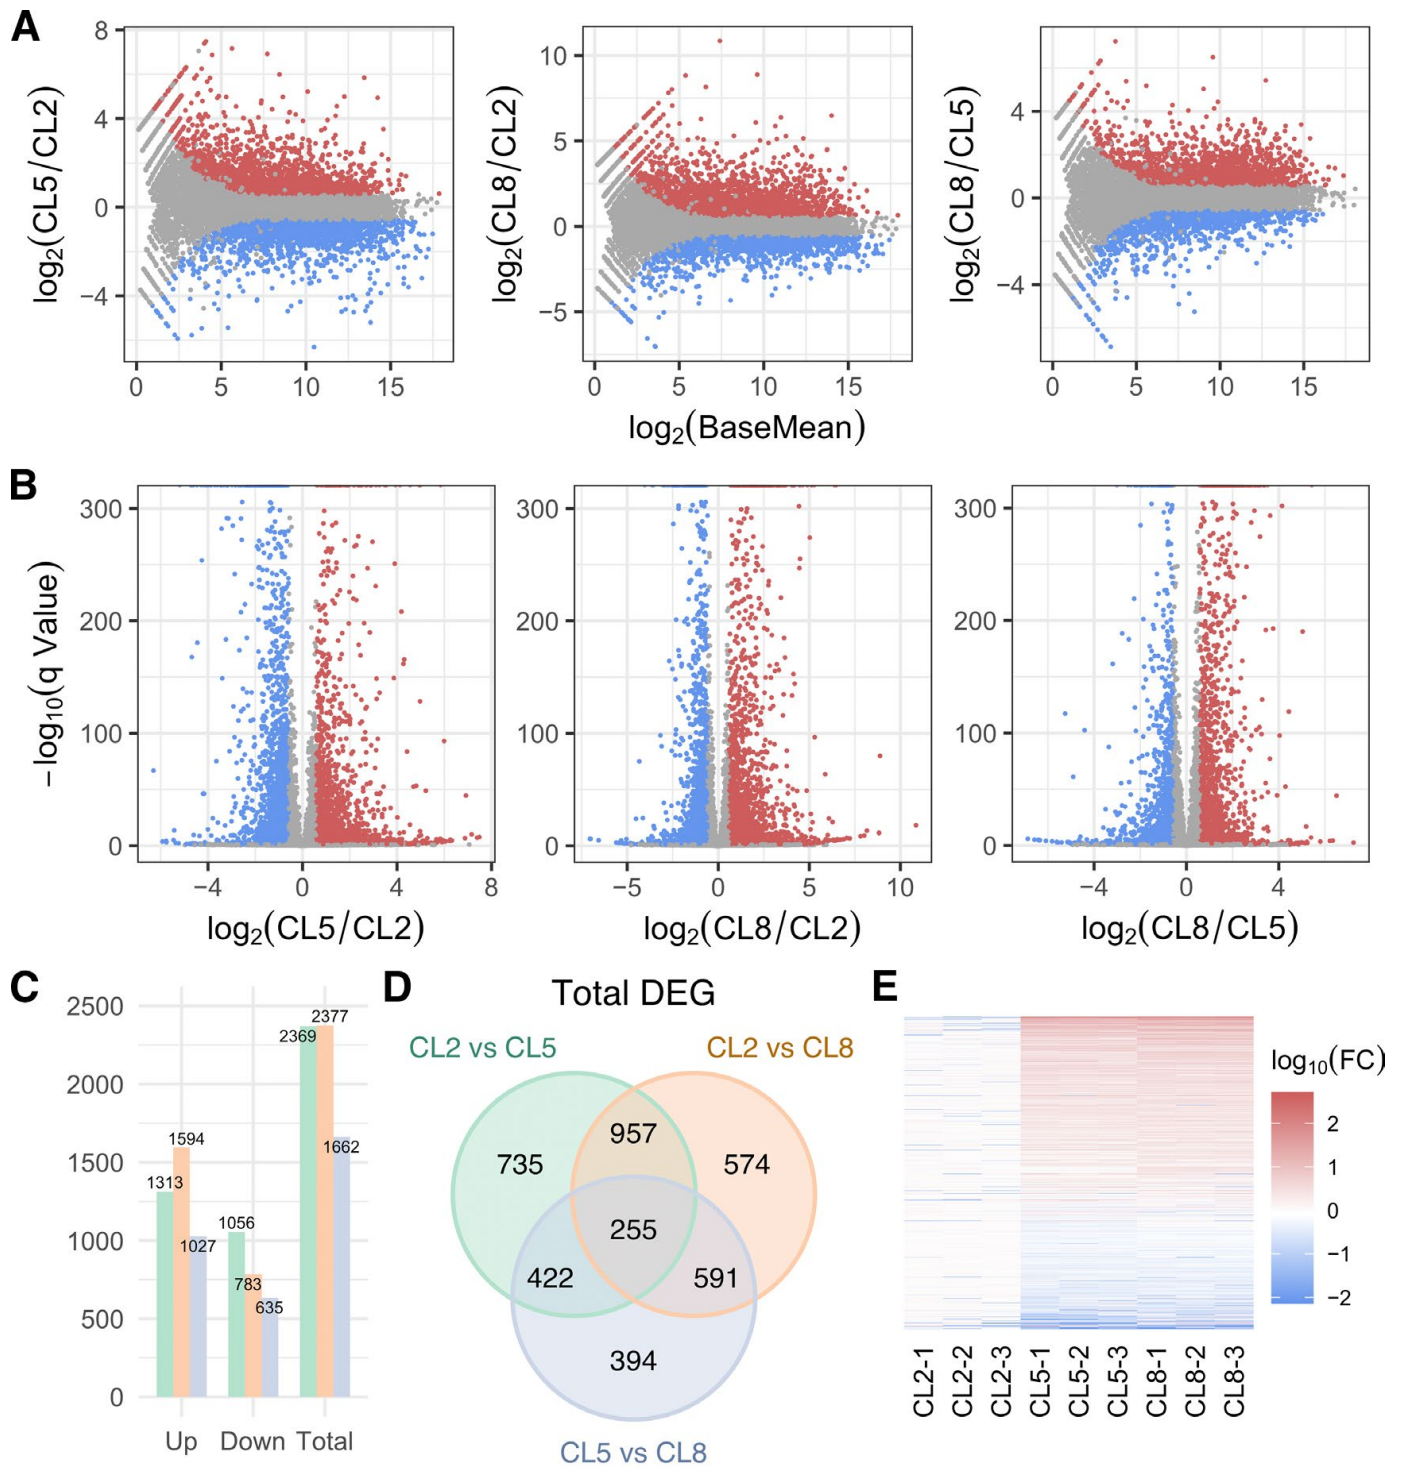 A
log2(CL5/CL2)
8
4
0
−4
0 5 10 15
log2(CL8/CL2)
10
5
0
−5
0 5 10 15
log2(CL8/CL5)
4
0
−4
0 5 10 15
log2(BaseMean)
B
−log10(q Value)
300
200
100
0
−4 0 4 8
log2(CL5/CL2)
300
200
100
0
−5 0 5 10
log2(CL8/CL2)
300
200
100
0
−4 0 4
log2(CL8/CL5)
C
2500
2000
1500
1000
500
0
1313
1594
1027
1056
783
635
2369
2377
1662
Up Down Total
D
Total DEG
CL2 vs CL5
CL2 vs CL8
957
735
574
255
422
591
394
CL5 vs CL8
E
log10(FC)
2
1
0
−1
−2
CL2-1
CL2-2
CL2-3
CL5-1
CL5-2
CL5-3
CL8-1
CL8-2
CL8-3